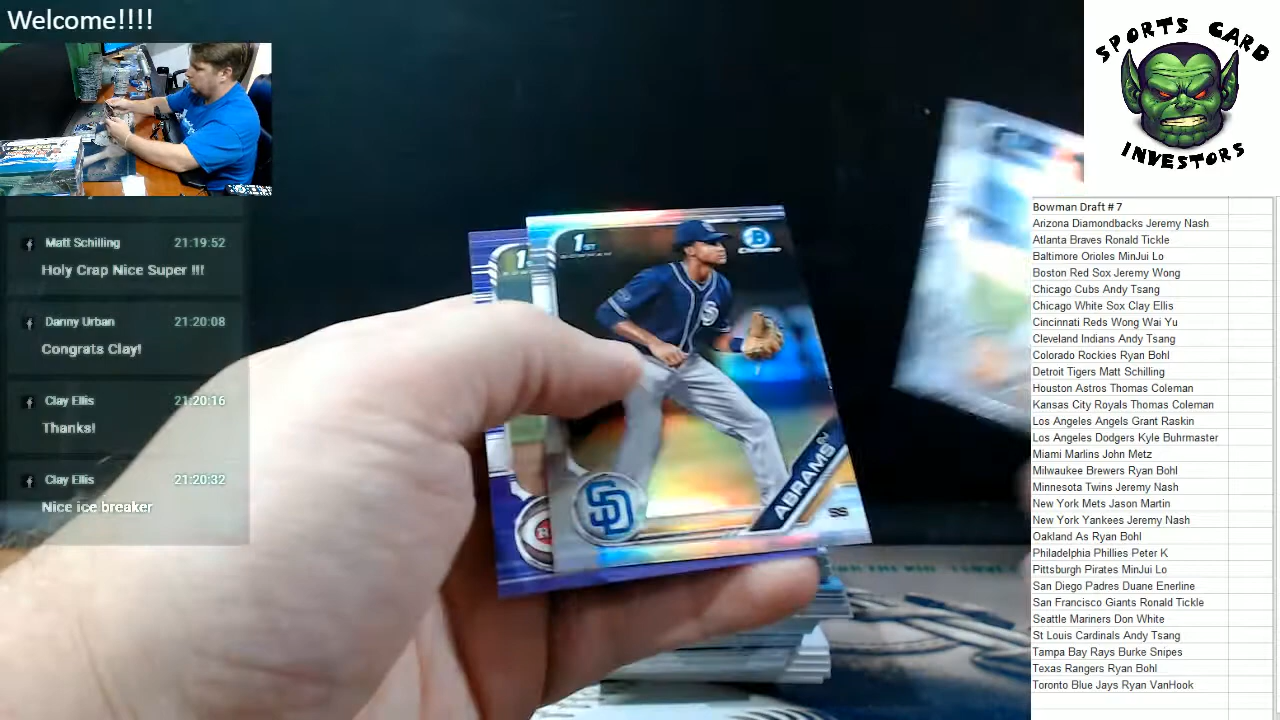 Welcome!!!!
SPORTS CARD
INVESTORS
Matt Schilling 21:19:52
Holy Crap Nice Super !!!
Danny Urban 21:20:08
Congrats Clay!
Clay Ellis 21:20:16
Thanks!
Clay Ellis 21:20:32
Nice ice breaker
1ST
BOWMAN
B
Chrome
SD
ABRAMS
SS
1
Bowman Draft # 7
Arizona Diamondbacks Jeremy Nash
Atlanta Braves Ronald Tickle
Baltimore Orioles MinJui Lo
Boston Red Sox Jeremy Wong
Chicago Cubs Andy Tsang
Chicago White Sox Clay Ellis
Cincinnati Reds Wong Wai Yu
Cleveland Indians Andy Tsang
Colorado Rockies Ryan Bohl
Detroit Tigers Matt Schilling
Houston Astros Thomas Coleman
Kansas City Royals Thomas Coleman
Los Angeles Angels Grant Raskin
Los Angeles Dodgers Kyle Buhrmaster
Miami Marlins John Metz
Milwaukee Brewers Ryan Bohl
Minnesota Twins Jeremy Nash
New York Mets Jason Martin
New York Yankees Jeremy Nash
Oakland As Ryan Bohl
Philadelphia Phillies Peter K
Pittsburgh Pirates MinJui Lo
San Diego Padres Duane Enerline
San Francisco Giants Ronald Tickle
Seattle Mariners Don White
St Louis Cardinals Andy Tsang
Tampa Bay Rays Burke Snipes
Texas Rangers Ryan Bohl
Toronto Blue Jays Ryan VanHook